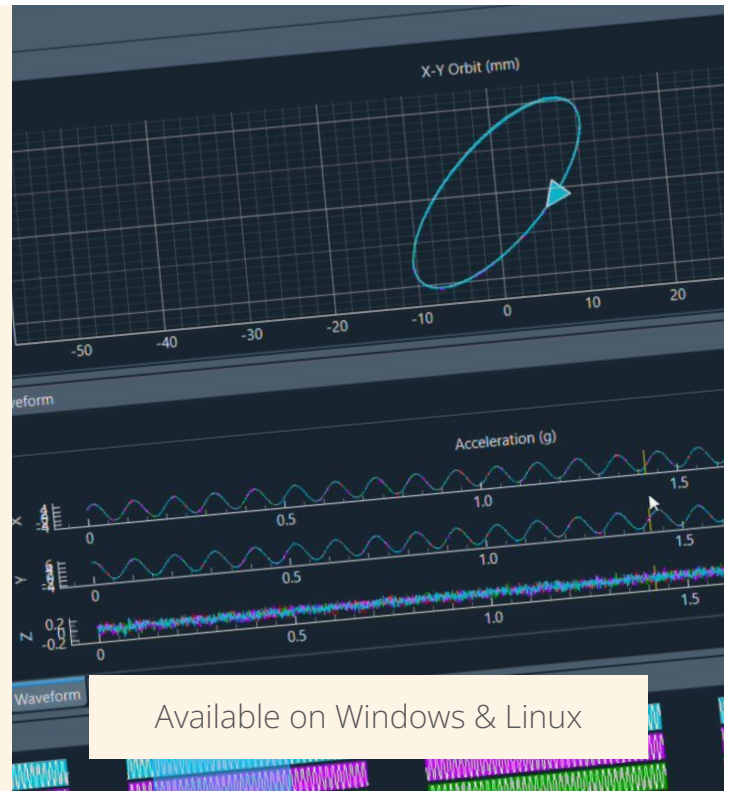 X-Y Orbit (mm)
-50 -40 -30 -20 -10 0 10 20
eform
Acceleration (g)
X
0 0.5 1.0 1.5
Y
0 0.5 1.0 1.5
Z
0.2
0
-0.2
0 0.5 1.0 1.5
Waveform
Available on Windows & Linux